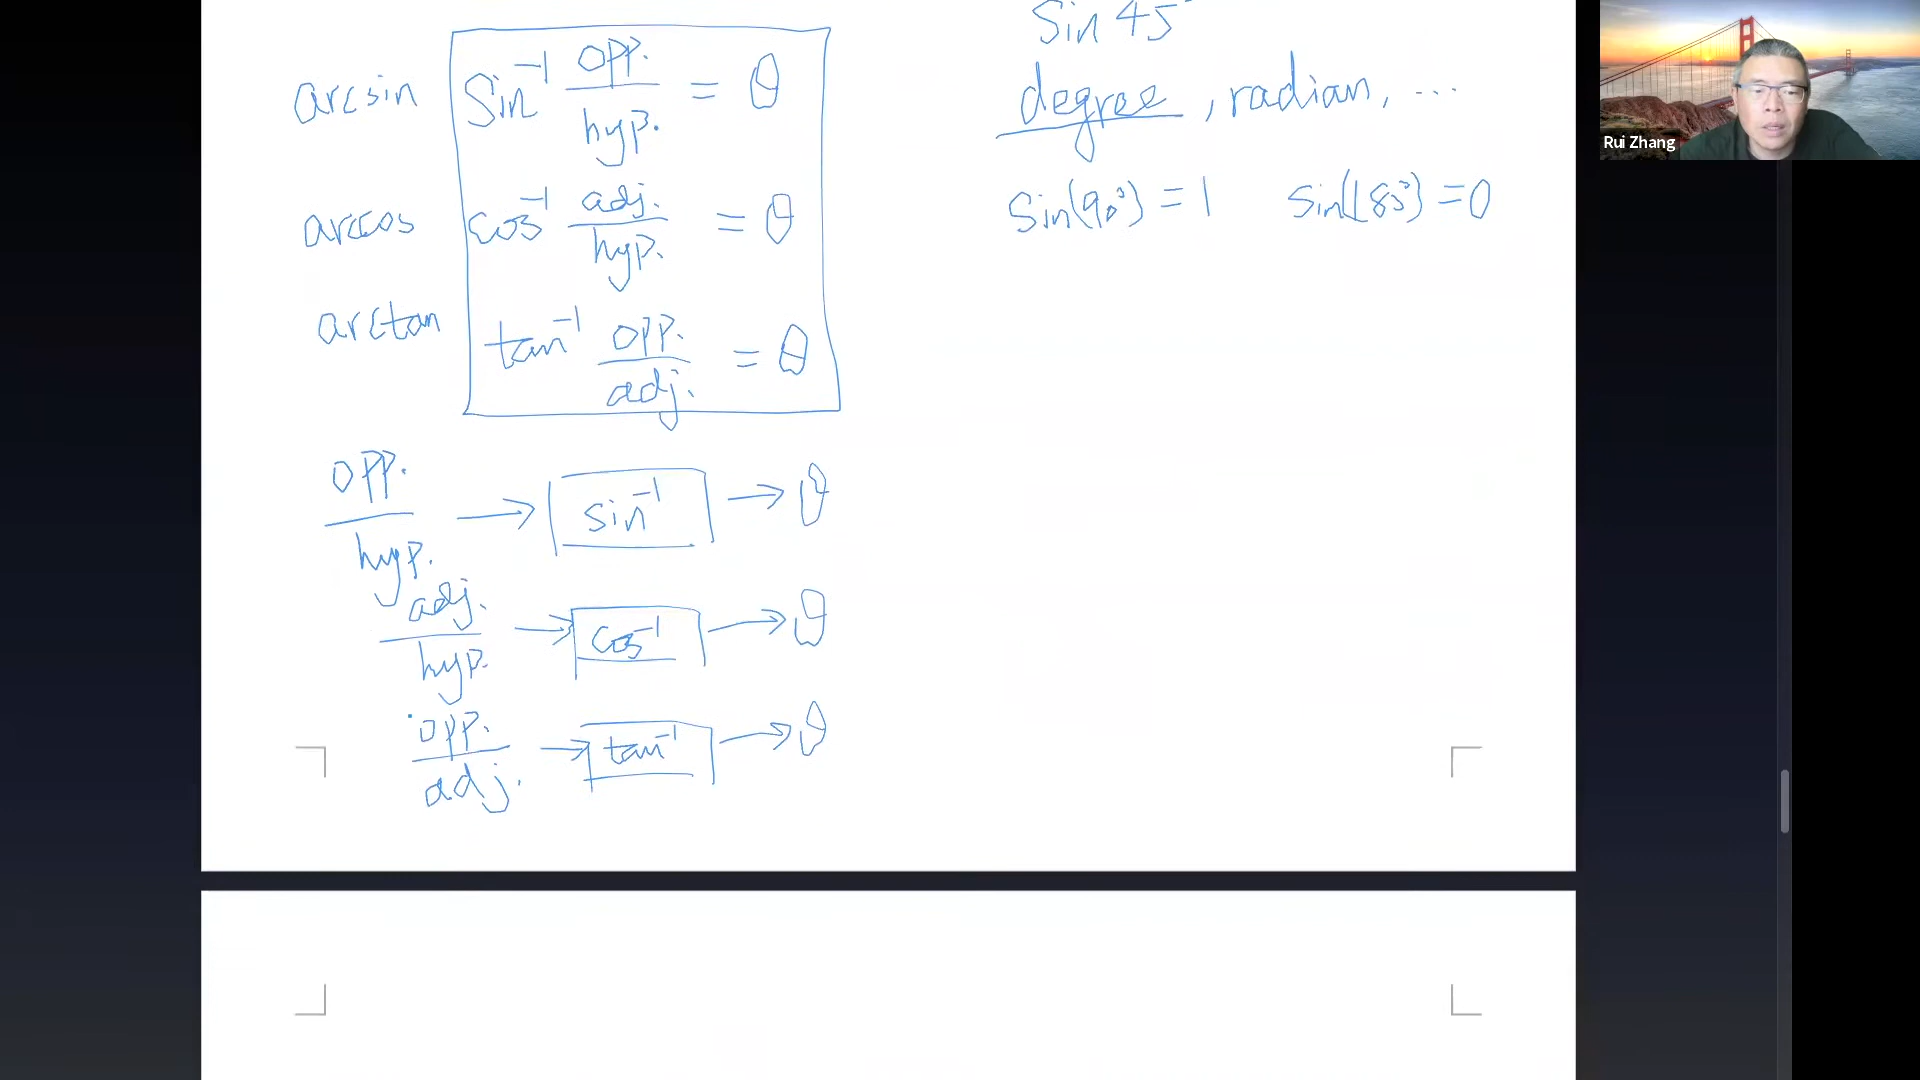 arcsin sin⁻¹ opp./hyp. = θ
arccos cos⁻¹ adj./hyp. = θ
arctan tan⁻¹ opp./adj. = θ
opp./hyp. → sin⁻¹ → θ
adj./hyp. → cos⁻¹ → θ
opp./adj. → tan⁻¹ → θ
Sin 45°
degree, radian, ...
Sin(90°) = 1 sin(180°) = 0
Rui Zhang